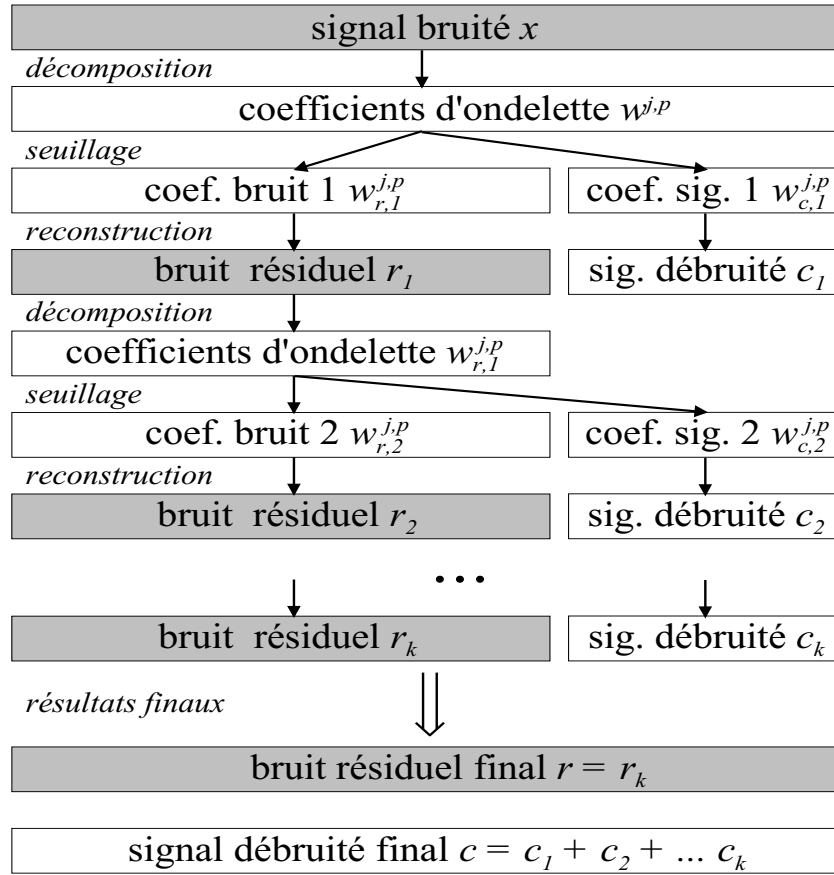 signal bruité x
décomposition
coefficients d'ondelette w^{j,p}
seuillage
coef. bruit 1 w_{r,1}^{j,p} coef. sig. 1 w_{c,1}^{j,p}
reconstruction
bruit résiduel r_1 sig. débruité c_1
décomposition
coefficients d'ondelette w_{r,1}^{j,p}
seuillage
coef. bruit 2 w_{r,2}^{j,p} coef. sig. 2 w_{c,2}^{j,p}
reconstruction
bruit résiduel r_2 sig. débruité c_2
...
bruit résiduel r_k sig. débruité c_k
résultats finaux
bruit résiduel final r = r_k
signal débruité final c = c_1 + c_2 + ... c_k